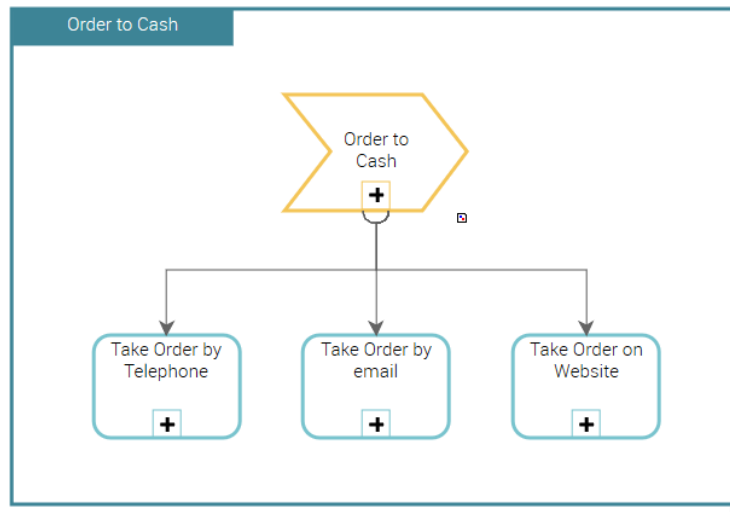 Order to Cash
Order to
Cash
Take Order by
Telephone
Take Order by
email
Take Order on
Website